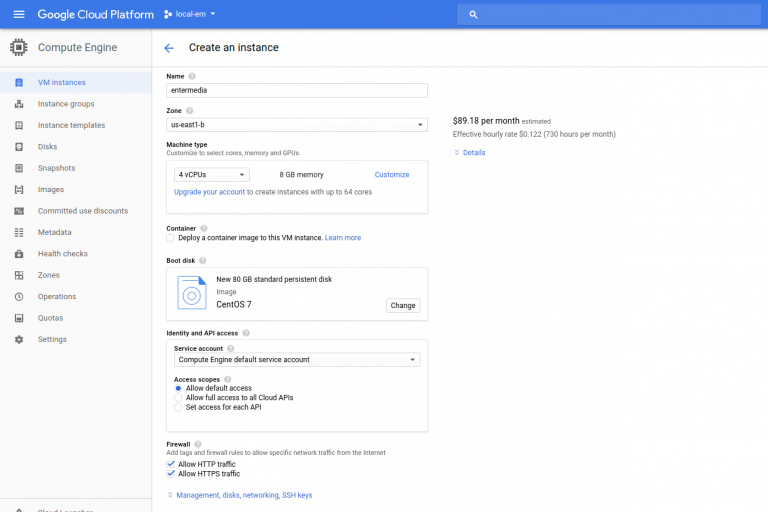 Google Cloud Platform
local-em
Compute Engine
Create an instance
VM instances
Instance groups
Instance templates
Disks
Snapshots
Images
Committed use discounts
Metadata
Health checks
Zones
Operations
Quotas
Settings
Name
entermedia
Zone
us-east1-b
Machine type
Customize to select cores, memory and GPUs.
4 vCPUs
8 GB memory
Customize
Upgrade your account to create instances with up to 64 cores
Container
Deploy a container image to this VM instance. Learn more
Boot disk
New 80 GB standard persistent disk
Image
CentOS 7
Change
Identity and API access
Service account
Compute Engine default service account
Access scopes
Allow default access
Allow full access to all Cloud APIs
Set access for each API
Firewall
Add tags and firewall rules to allow specific network traffic from the Internet
Allow HTTP traffic
Allow HTTPS traffic
Management, disks, networking, SSH keys
$89.18 per month estimated
Effective hourly rate $0.122 (730 hours per month)
Details